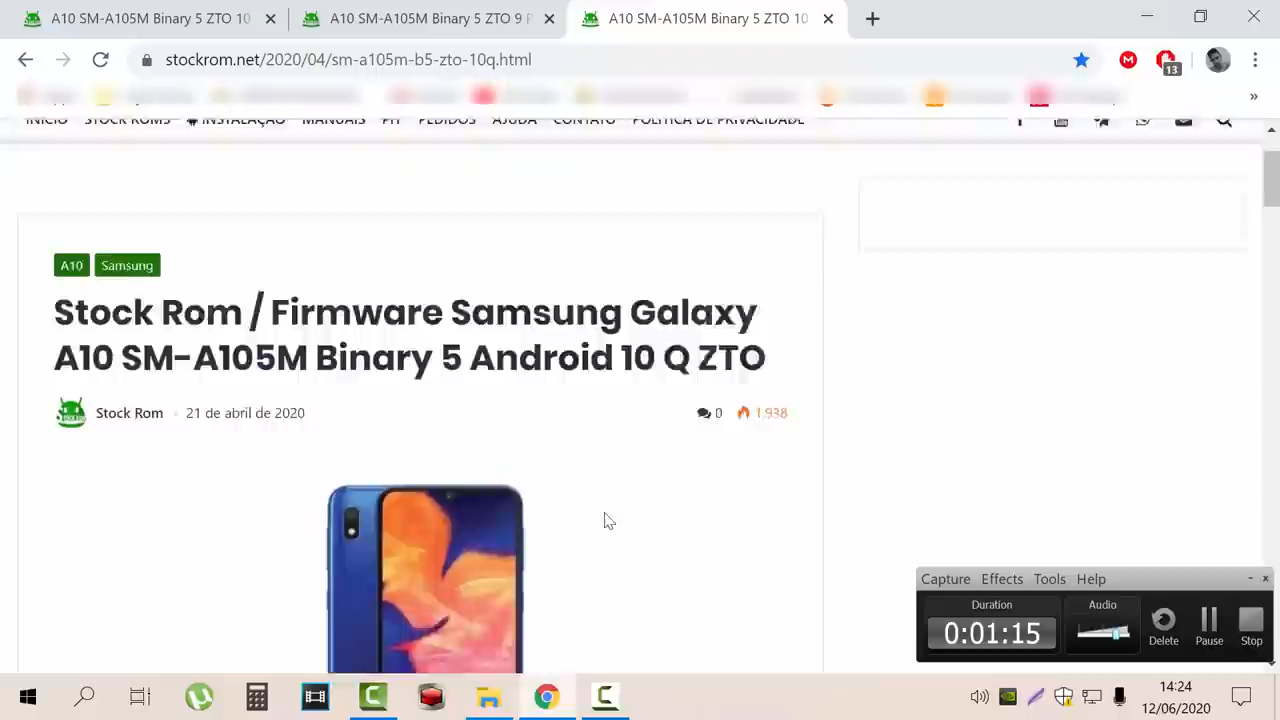 A10 SM-A105M Binary 5 ZTO 10
A10 SM-A105M Binary 5 ZTO 9 P
A10 SM-A105M Binary 5 ZTO 10
stockrom.net/2020/04/sm-a105m-b5-zto-10q.html
13
INÍCIO STOCK ROMS INSTALAÇÃO MANUAIS PIT PEDIDOS AJUDA CONTATO POLÍTICA DE PRIVACIDADE
A10 Samsung
Stock Rom / Firmware Samsung Galaxy
A10 SM-A105M Binary 5 Android 10 Q ZTO
Stock Rom 21 de abril de 2020 0 1.938
Capture Effects Tools Help
Duration Audio
0:01:15
Delete Pause Stop
14:24
12/06/2020